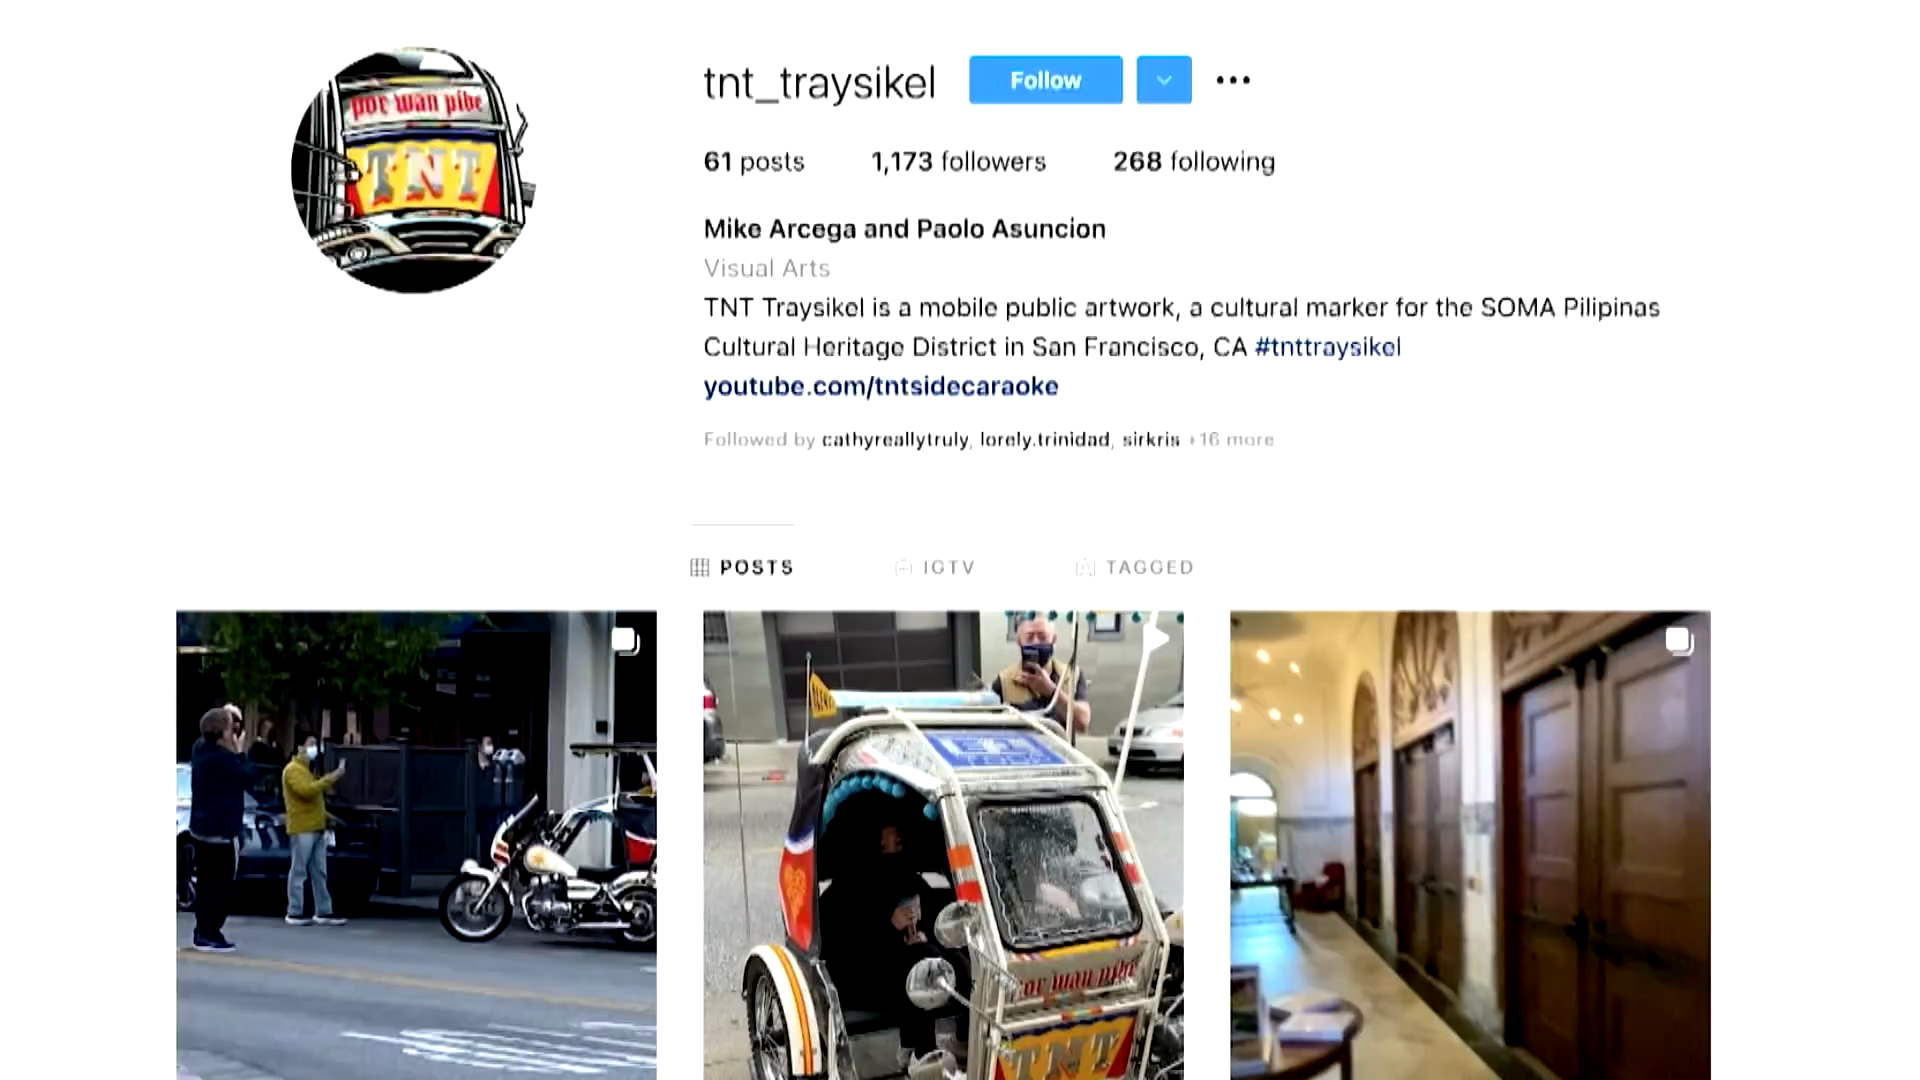 por wan pibe
TNT
tnt_traysikel
Follow
61 posts
1,173 followers
268 following
Mike Arcega and Paolo Asuncion
Visual Arts
TNT Traysikel is a mobile public artwork, a cultural marker for the SOMA Pilipinas
Cultural Heritage District in San Francisco, CA #tnttraysikel
youtube.com/tntsidecaraoke
Followed by cathyreallytruly, lorely.trinidad, sirkris +16 more
POSTS
IGTV
TAGGED
por wan pibe
TNT